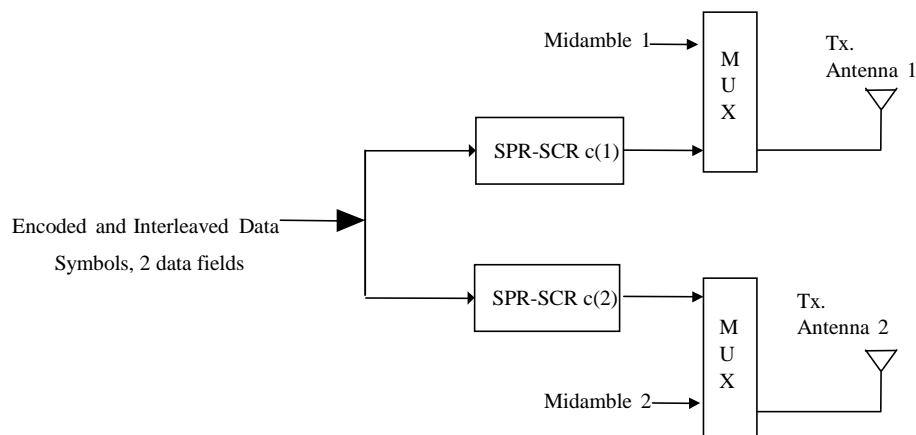 Midamble 1
M
U
X
Tx.
Antenna 1
SPR-SCR c(1)
Encoded and Interleaved Data
Symbols, 2 data fields
SPR-SCR c(2)
M
U
X
Tx.
Antenna 2
Midamble 2